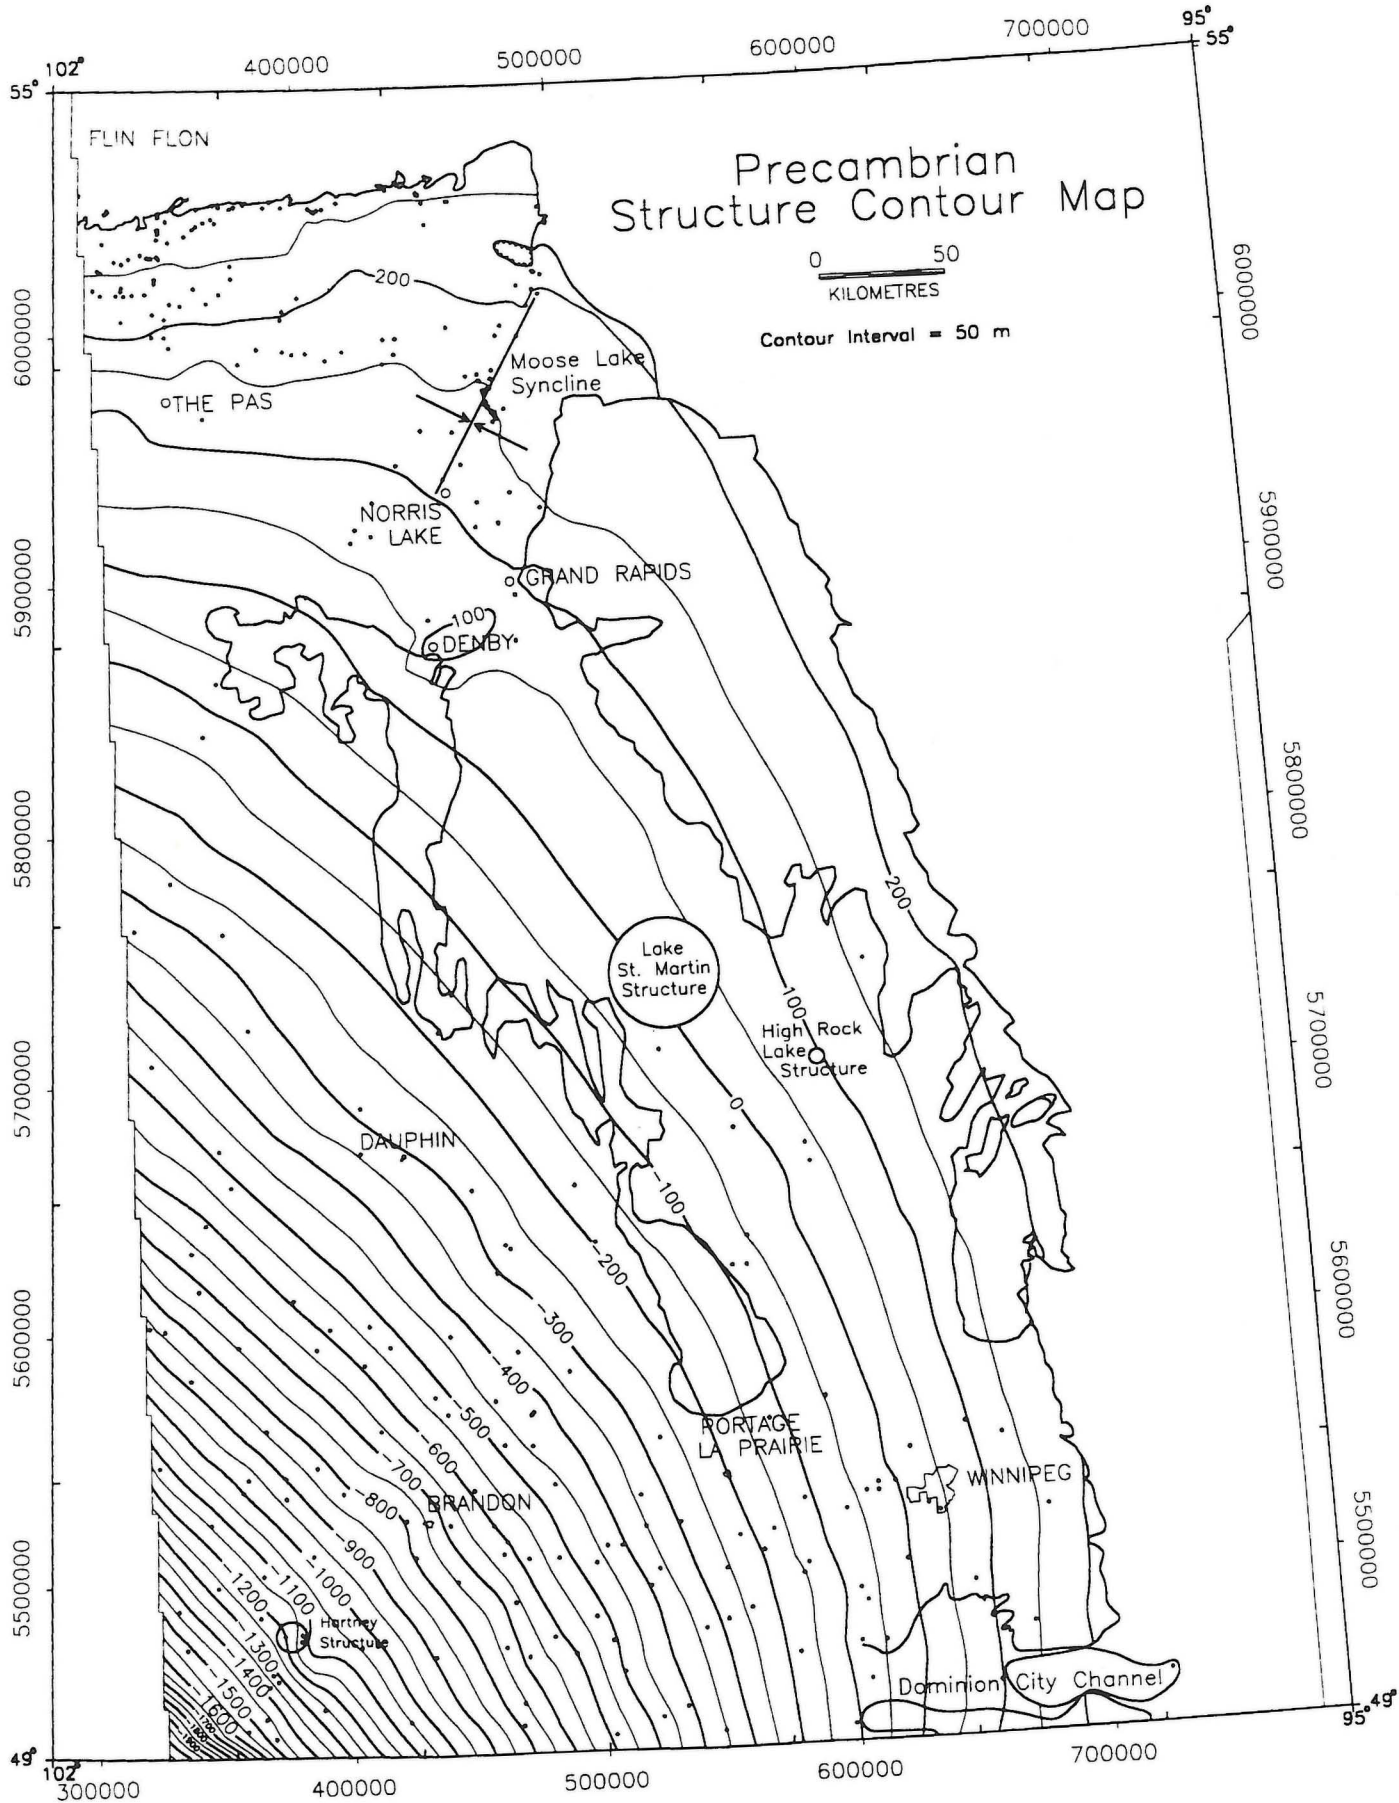 700000
95°
600000
55°
500000
102°
400000
55°
FLIN FLON
Precambrian
Structure Contour Map
0 50
KILOMETRES
Contour Interval = 50 m
200
6000000
6000000
Moose Lake
Syncline
THE PAS
NORRIS
LAKE
5900000
GRAND RAPIDS
5900000
100
DENBY
5800000
5800000
200
Lake
St. Martin
Structure
100
High Rock
Lake
Structure
5700000
5700000
0
DAUPHIN
-100
-200
5600000
-300
5600000
-400
-500
PORTAGE
LA PRAIRIE
-600
WINNIPEG
-700
-800
BRANDON
5500000
-900
5500000
-1000
-1100
-1200
Hartney
Structure
-1300
-1400
-1500
-1600
-1700
-1800
Dominion City Channel
49°
95°
49°
102°
300000
400000
500000
600000
700000